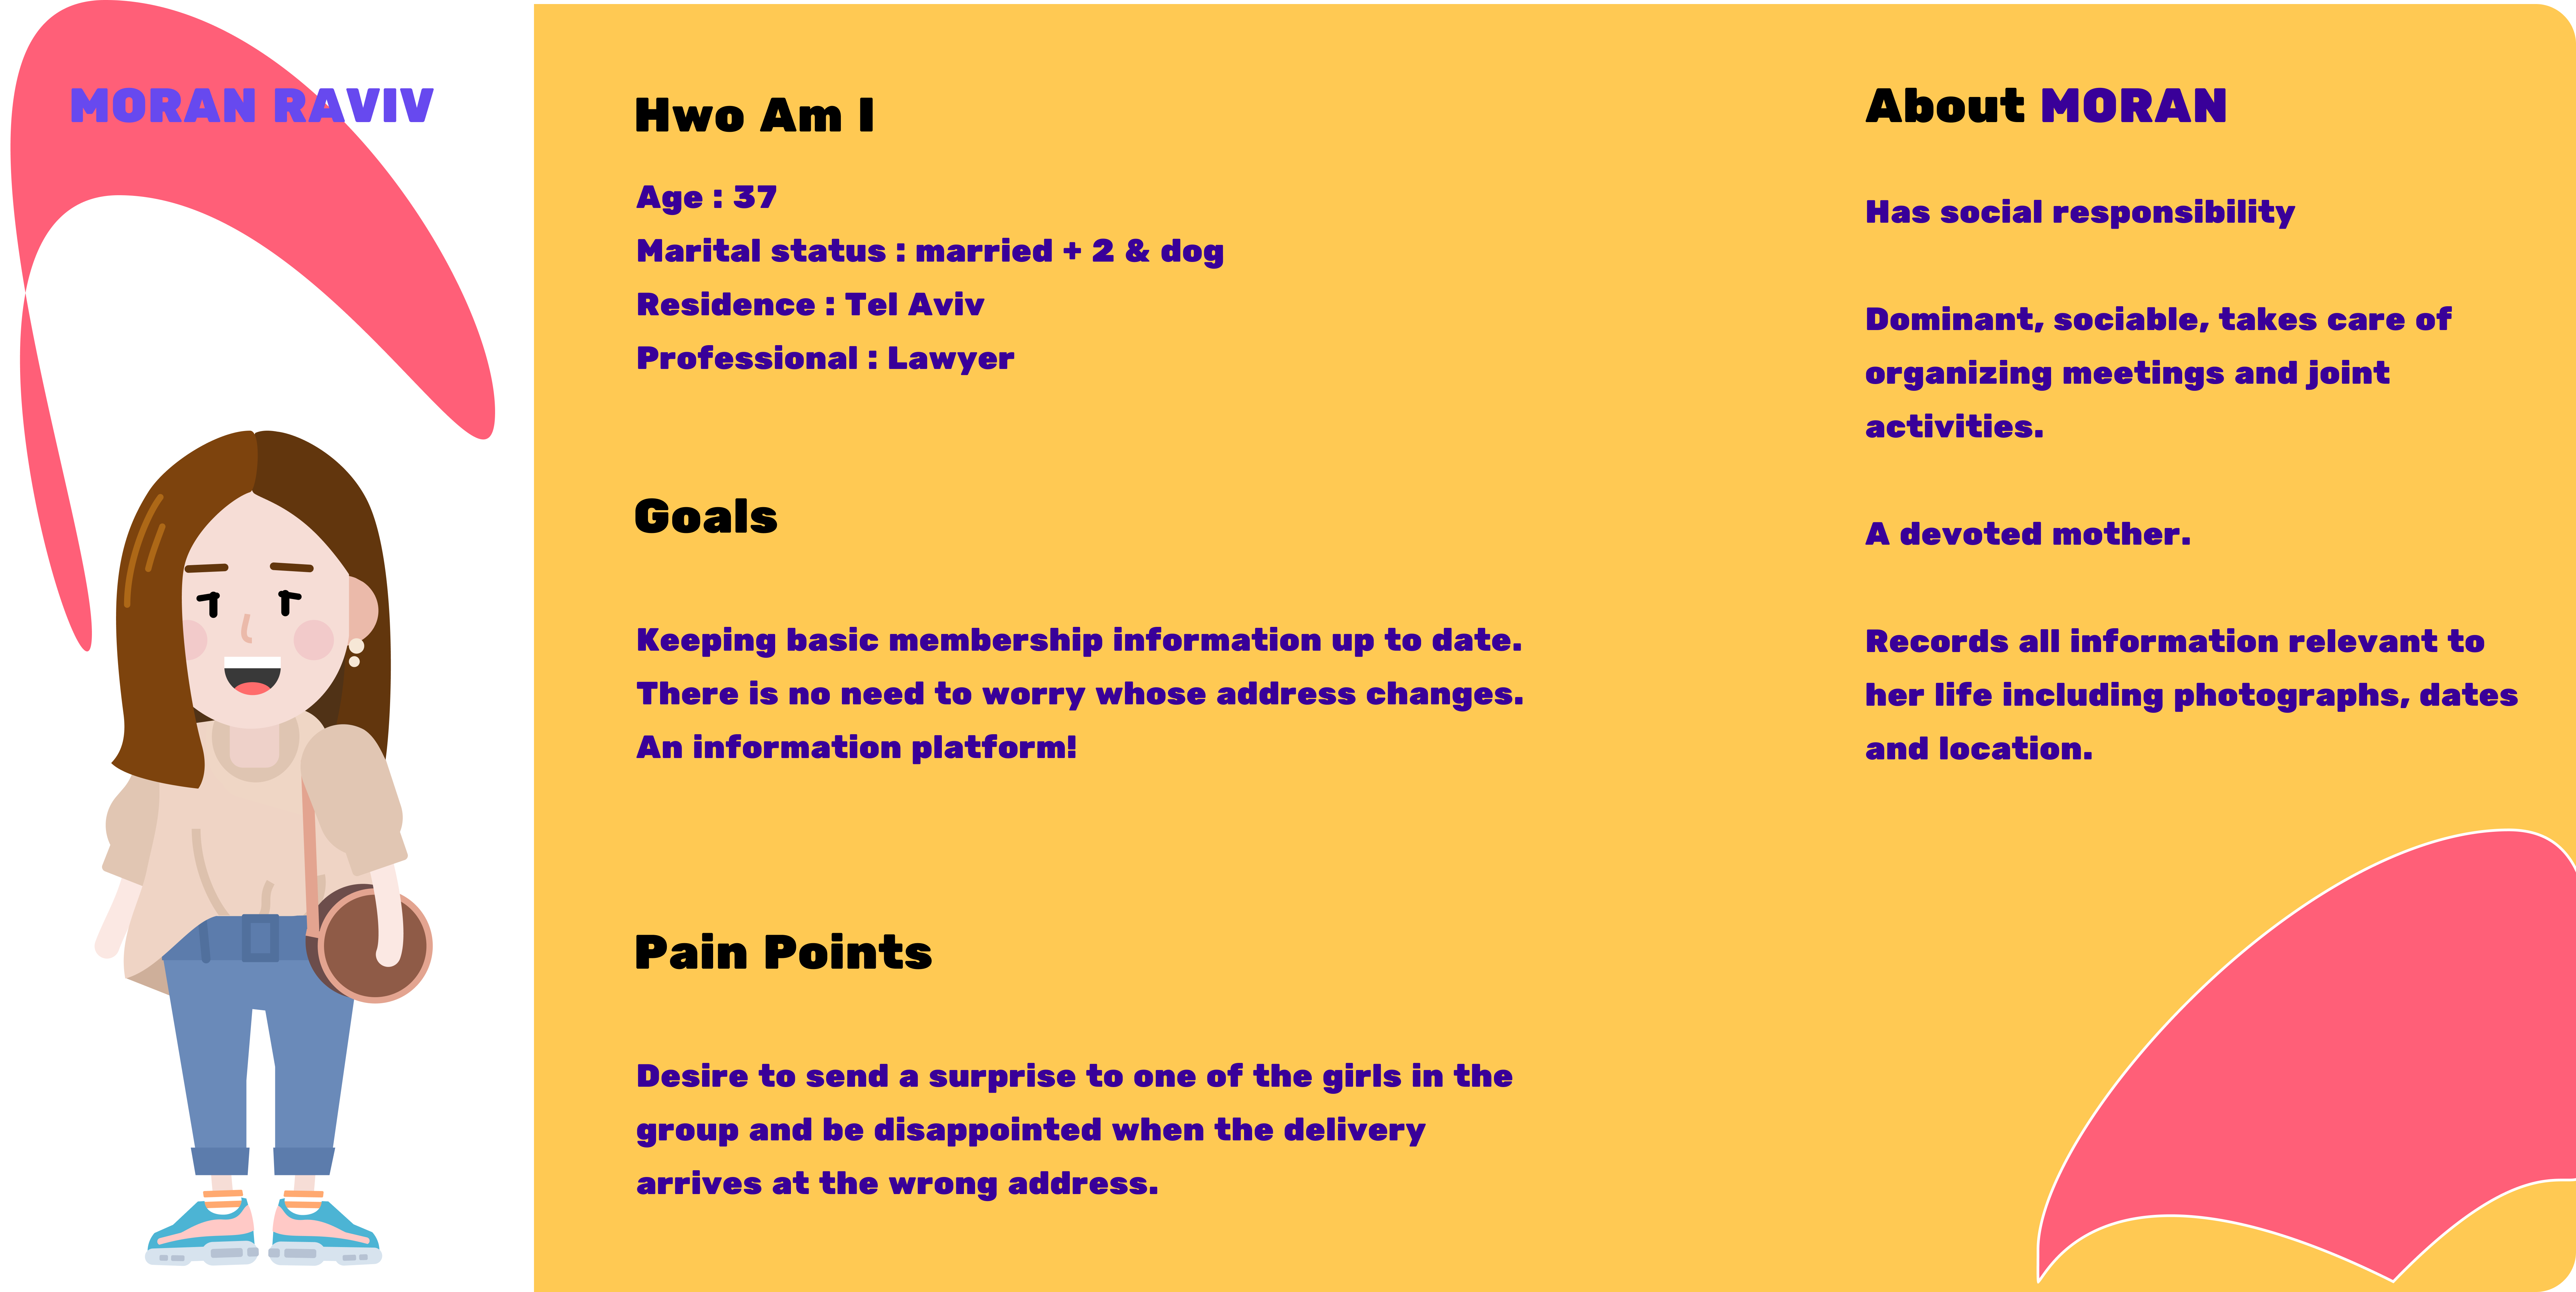 MORAN RAVIV
Hwo Am I
Age : 37
Marital status : married + 2 & dog
Residence : Tel Aviv
Professional : Lawyer
Goals
Keeping basic membership information up to date.
There is no need to worry whose address changes.
An information platform!
Pain Points
Desire to send a surprise to one of the girls in the
group and be disappointed when the delivery
arrives at the wrong address.
About MORAN
Has social responsibility
Dominant, sociable, takes care of
organizing meetings and joint
activities.
A devoted mother.
Records all information relevant to
her life including photographs, dates
and location.